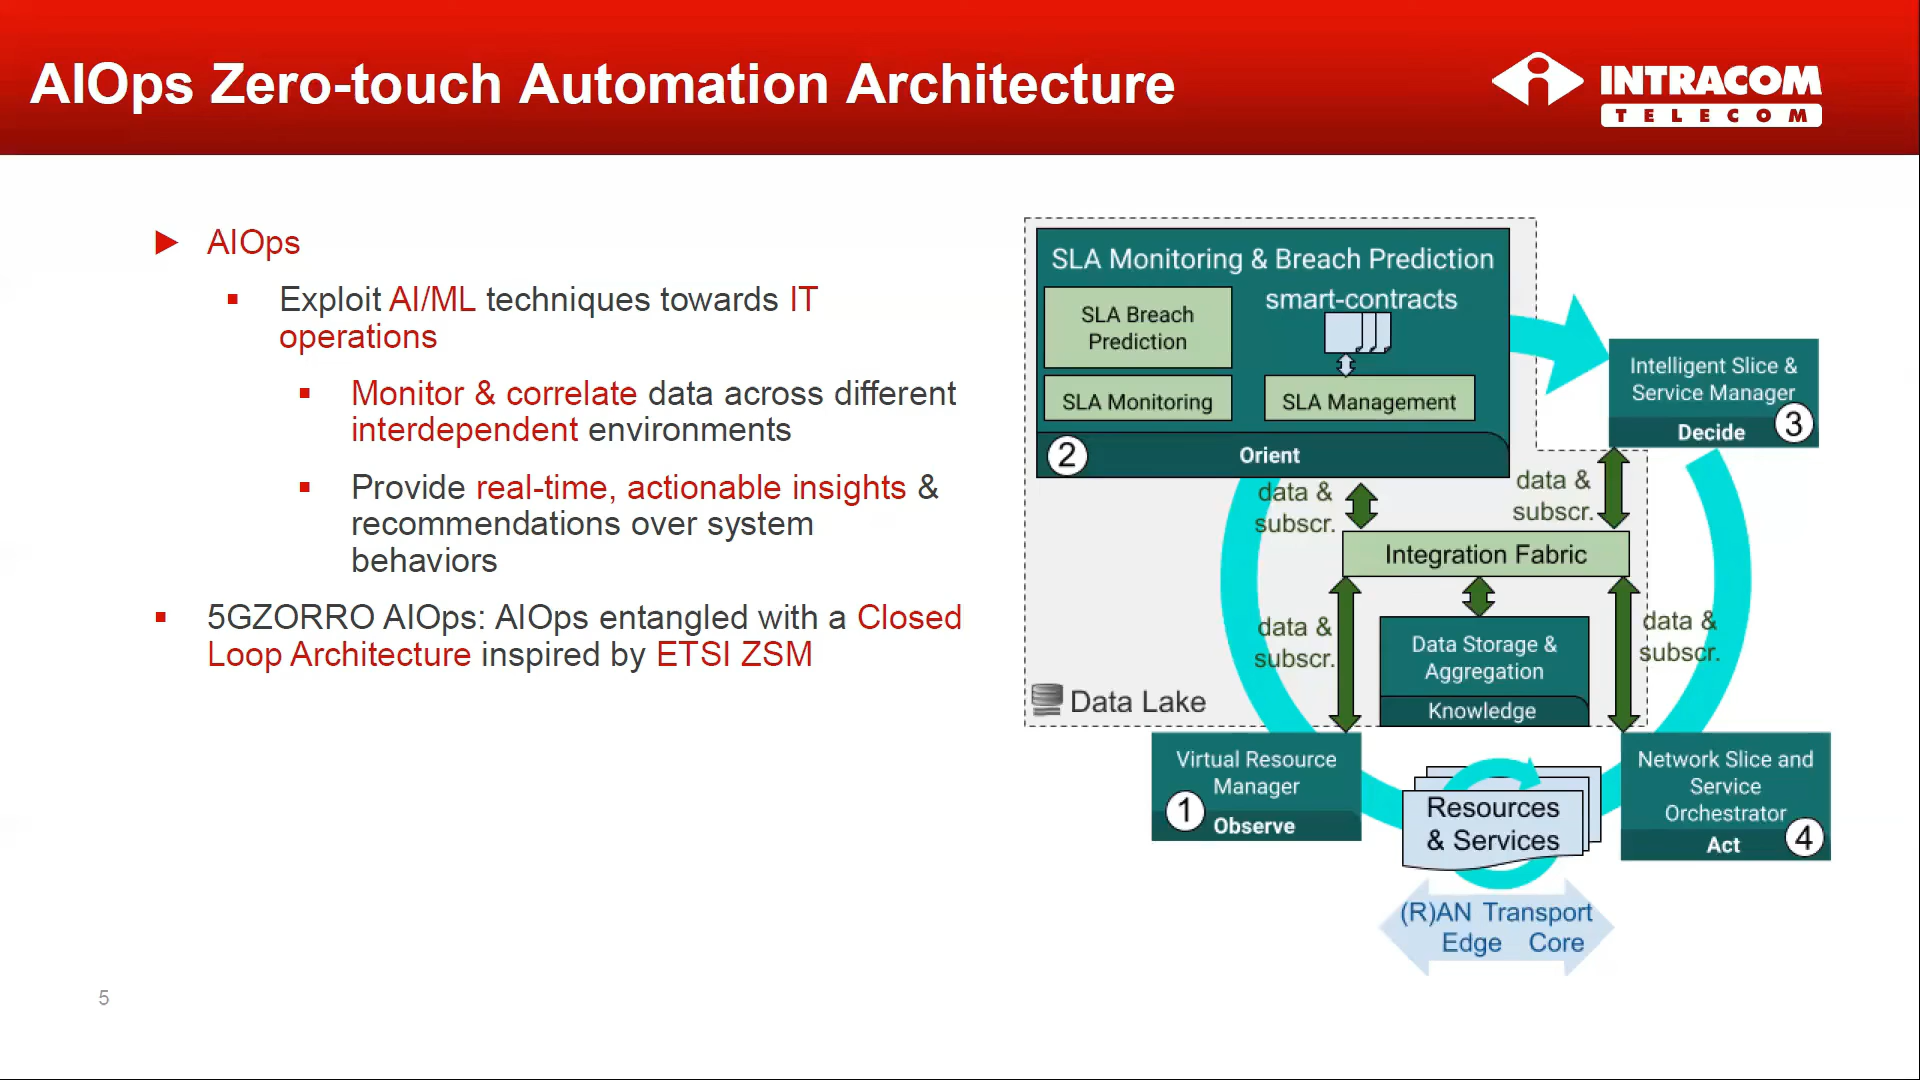 AIOps Zero-touch Automation Architecture
INTRACOM
TELECOM
AIOps
Exploit AI/ML techniques towards IT
operations
Monitor & correlate data across different
interdependent environments
Provide real-time, actionable insights &
recommendations over system
behaviors
5GZORRO AIOps: AIOps entangled with a Closed
Loop Architecture inspired by ETSI ZSM
SLA Monitoring & Breach Prediction
smart-contracts
SLA Breach
Prediction
SLA Monitoring
SLA Management
2
Orient
Intelligent Slice &
Service Manager
Decide
3
data &
subscr.
data &
subscr.
Integration Fabric
data &
subscr.
data &
subscr.
Data Storage &
Aggregation
Knowledge
Data Lake
Virtual Resource
Manager
1
Observe
Resources
& Services
Network Slice and
Service
Orchestrator
Act
4
(R)AN Transport
Edge Core
5